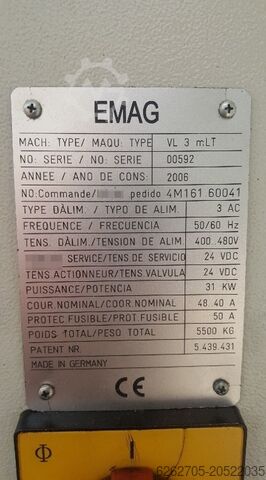 EMAG
MACH: TYPE/ MAQU: TYPE VL 3 mLT
NO: SERIE / NO: SERIE 00592
ANNEE / ANO DE CONS: 2006
NO:Commande/ pedido 4M161 60041
TYPE DÀLIM./TYPO DE ALIM. 3 AC
FREQUENCE / FRECUENCIA 50/60 Hz
TENS. DÀLIM./TENSION DE ALIM. 400..480V
SERVICE/TENS DE SERVICIO 24 VDC
TENS.ACTIONNEUR/TENS VALVULA 24 VDC
PUISSANCE/POTENCIA 31 KW
COUR.NOMINAL/COOR.NOMINAL 48..40 A
PROTEC.FUSIBLE/PROT.FUSIBLE 50 A
POIDS TOTAL/PESO TOTAL 5500 KG
PATENT NR. 5.439.431
MADE IN GERMANY
CE
Φ I
6262705-20522035